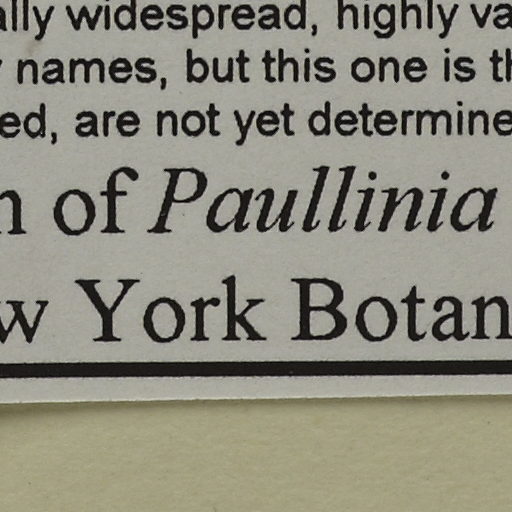 ally widespread, highly va
names, but this one is th
ed, are not yet determine
n of Paullinia
w York Botan